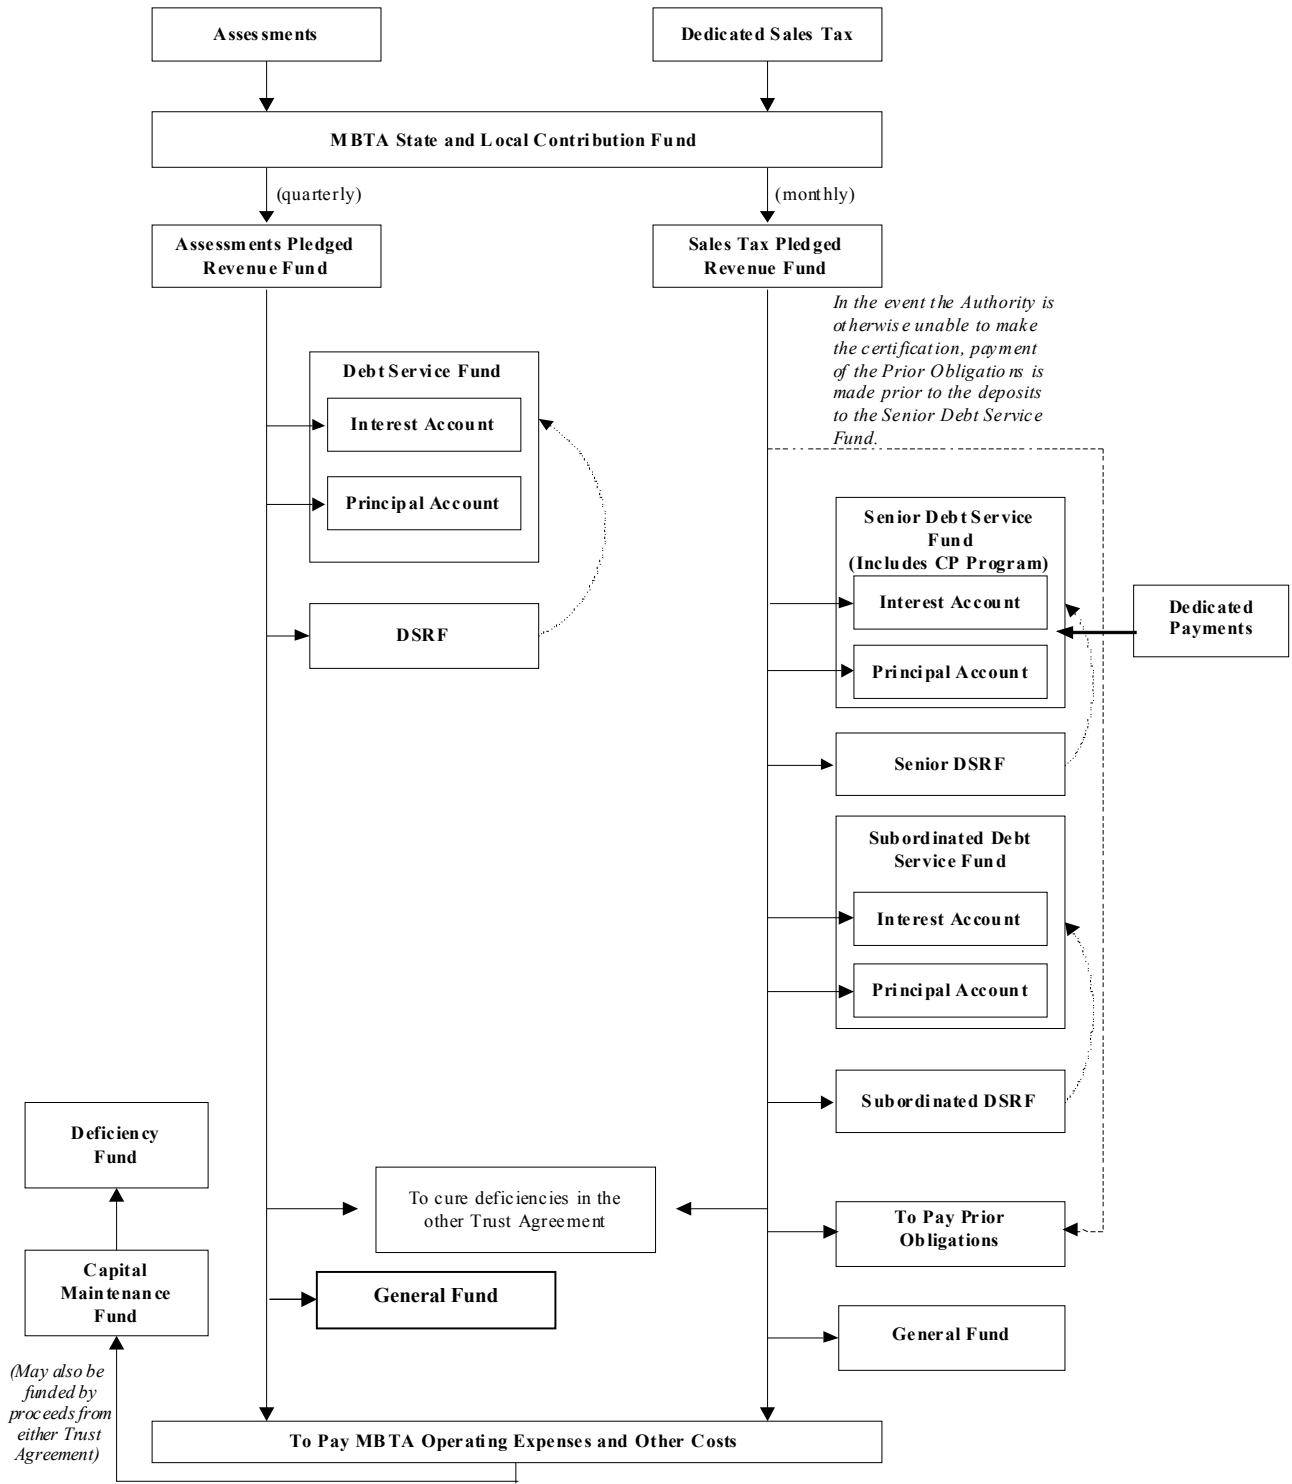 Assessments
Dedicated Sales Tax
MBTA State and Local Contribution Fund
(quarterly)
(monthly)
Assessments Pledged
Revenue Fund
Sales Tax Pledged
Revenue Fund
In the event the Authority is
otherwise unable to make
the certification, payment
of the Prior Obligations is
made prior to the deposits
to the Senior Debt Service
Fund.
Debt Service Fund
Interest Account
Principal Account
DSRF
Senior Debt Service
Fund
(Includes CP Program)
Interest Account
Principal Account
Dedicated
Payments
Senior DSRF
Subordinated Debt
Service Fund
Interest Account
Principal Account
Subordinated DSRF
Deficiency
Fund
To cure deficiencies in the
other Trust Agreement
To Pay Prior
Obligations
Capital
Maintenance
Fund
General Fund
General Fund
(May also be
funded by
proceeds from
either Trust
Agreement)
To Pay MBTA Operating Expenses and Other Costs